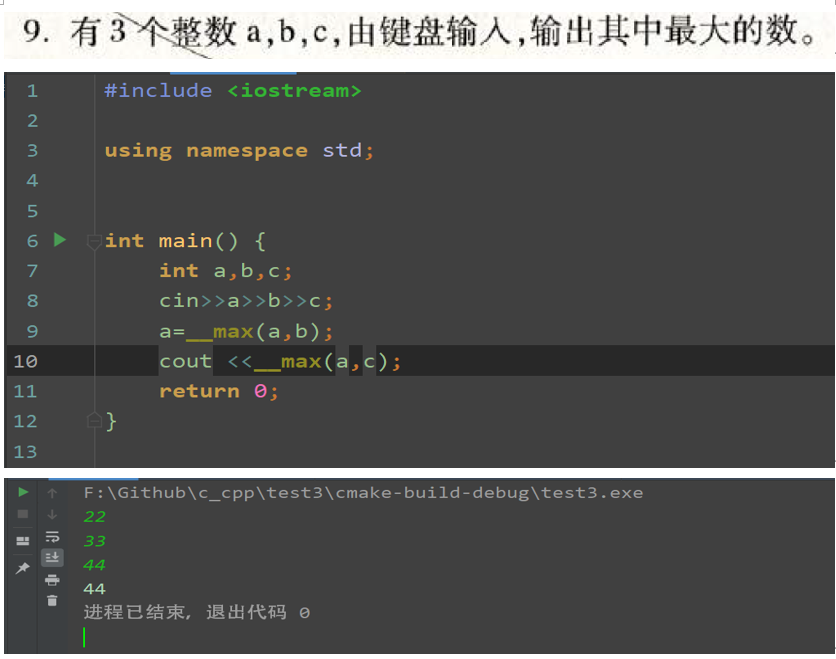 9. 有3个整数a,b,c,由键盘输入,输出其中最大的数。
1 #include <iostream>
2
3 using namespace std;
4
5
6 int main() {
7 int a,b,c;
8 cin>>a>>b>>c;
9 a=__max(a,b);
10 cout <<__max(a,c);
11 return 0;
12 }
13
F:\Github\c_cpp\test3\cmake-build-debug\test3.exe
22
33
44
44
进程已结束, 退出代码 0